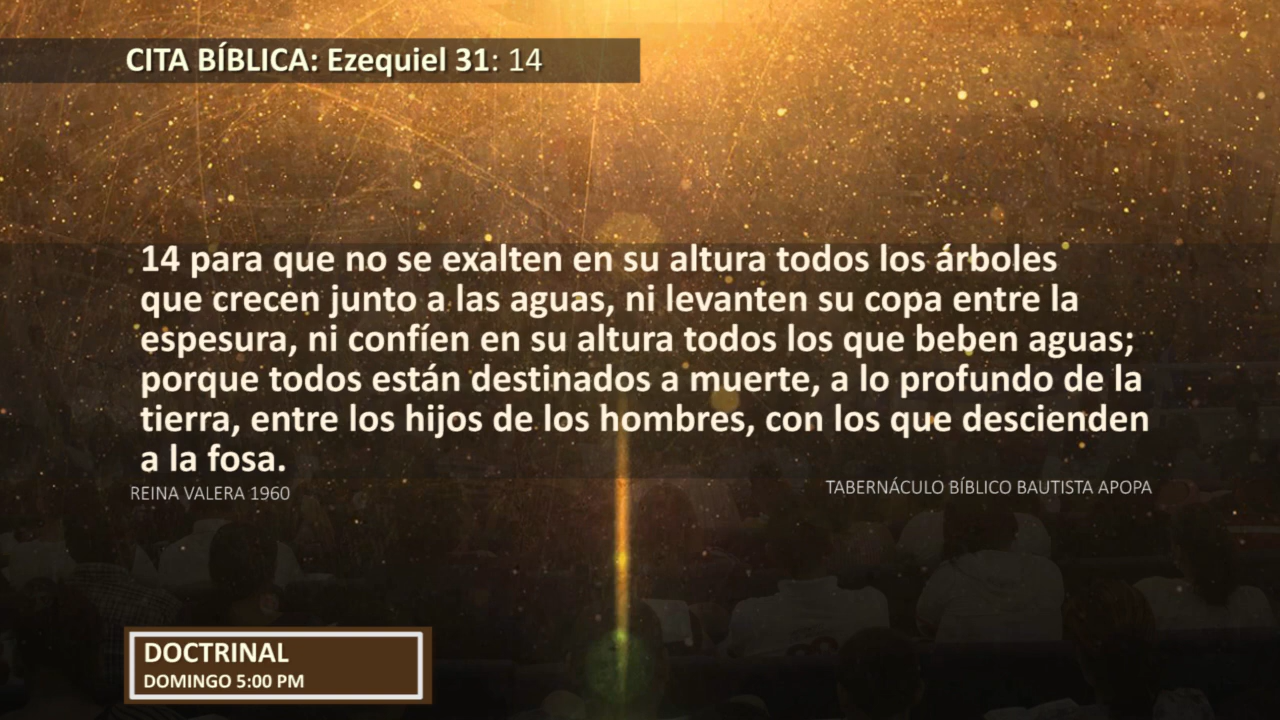 CITA BÍBLICA: Ezequiel 31: 14
14 para que no se exalten en su altura todos los árboles
que crecen junto a las aguas, ni levanten su copa entre la
espesura, ni confíen en su altura todos los que beben aguas;
porque todos están destinados a muerte, a lo profundo de la
tierra, entre los hijos de los hombres, con los que descienden
a la fosa.
REINA VALERA 1960
TABERNÁCULO BÍBLICO BAUTISTA APOPA
DOCTRINAL
DOMINGO 5:00 PM